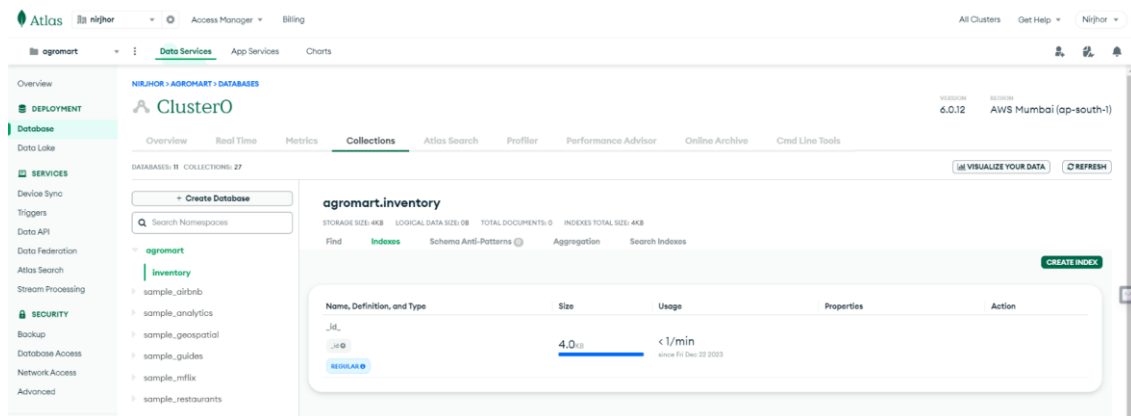 Atlas
nirjhor
Access Manager
Billing
All Clusters
Get Help
Nirjhor
agromart
Data Services
App Services
Charts
Overview
DEPLOYMENT
Database
Data Lake
SERVICES
Device Sync
Triggers
Data API
Data Federation
Atlas Search
Stream Processing
SECURITY
Backup
Database Access
Network Access
Advanced
NIRJHOR > AGROMART > DATABASES
Cluster0
VERSION
6.0.12
REGION
AWS Mumbai (ap-south-1)
Overview
Real Time
Metrics
Collections
Atlas Search
Profiler
Performance Advisor
Online Archive
Cmd Line Tools
DATABASES: 11 COLLECTIONS: 27
VISUALIZE YOUR DATA
REFRESH
+ Create Database
Search Namespaces
agromart
inventory
sample_airbnb
sample_analytics
sample_geospatial
sample_guides
sample_mflix
sample_restaurants
agromart.inventory
STORAGE SIZE: 4KB LOGICAL DATA SIZE: 0B TOTAL DOCUMENTS: 0 INDEXES TOTAL SIZE: 4KB
Find
Indexes
Schema Anti-Patterns 0
Aggregation
Search Indexes
CREATE INDEX
Name, Definition, and Type
Size
Usage
Properties
Action
_id_
_id
REGULAR
4.0KB
< 1/min
since Fri Dec 22 2023